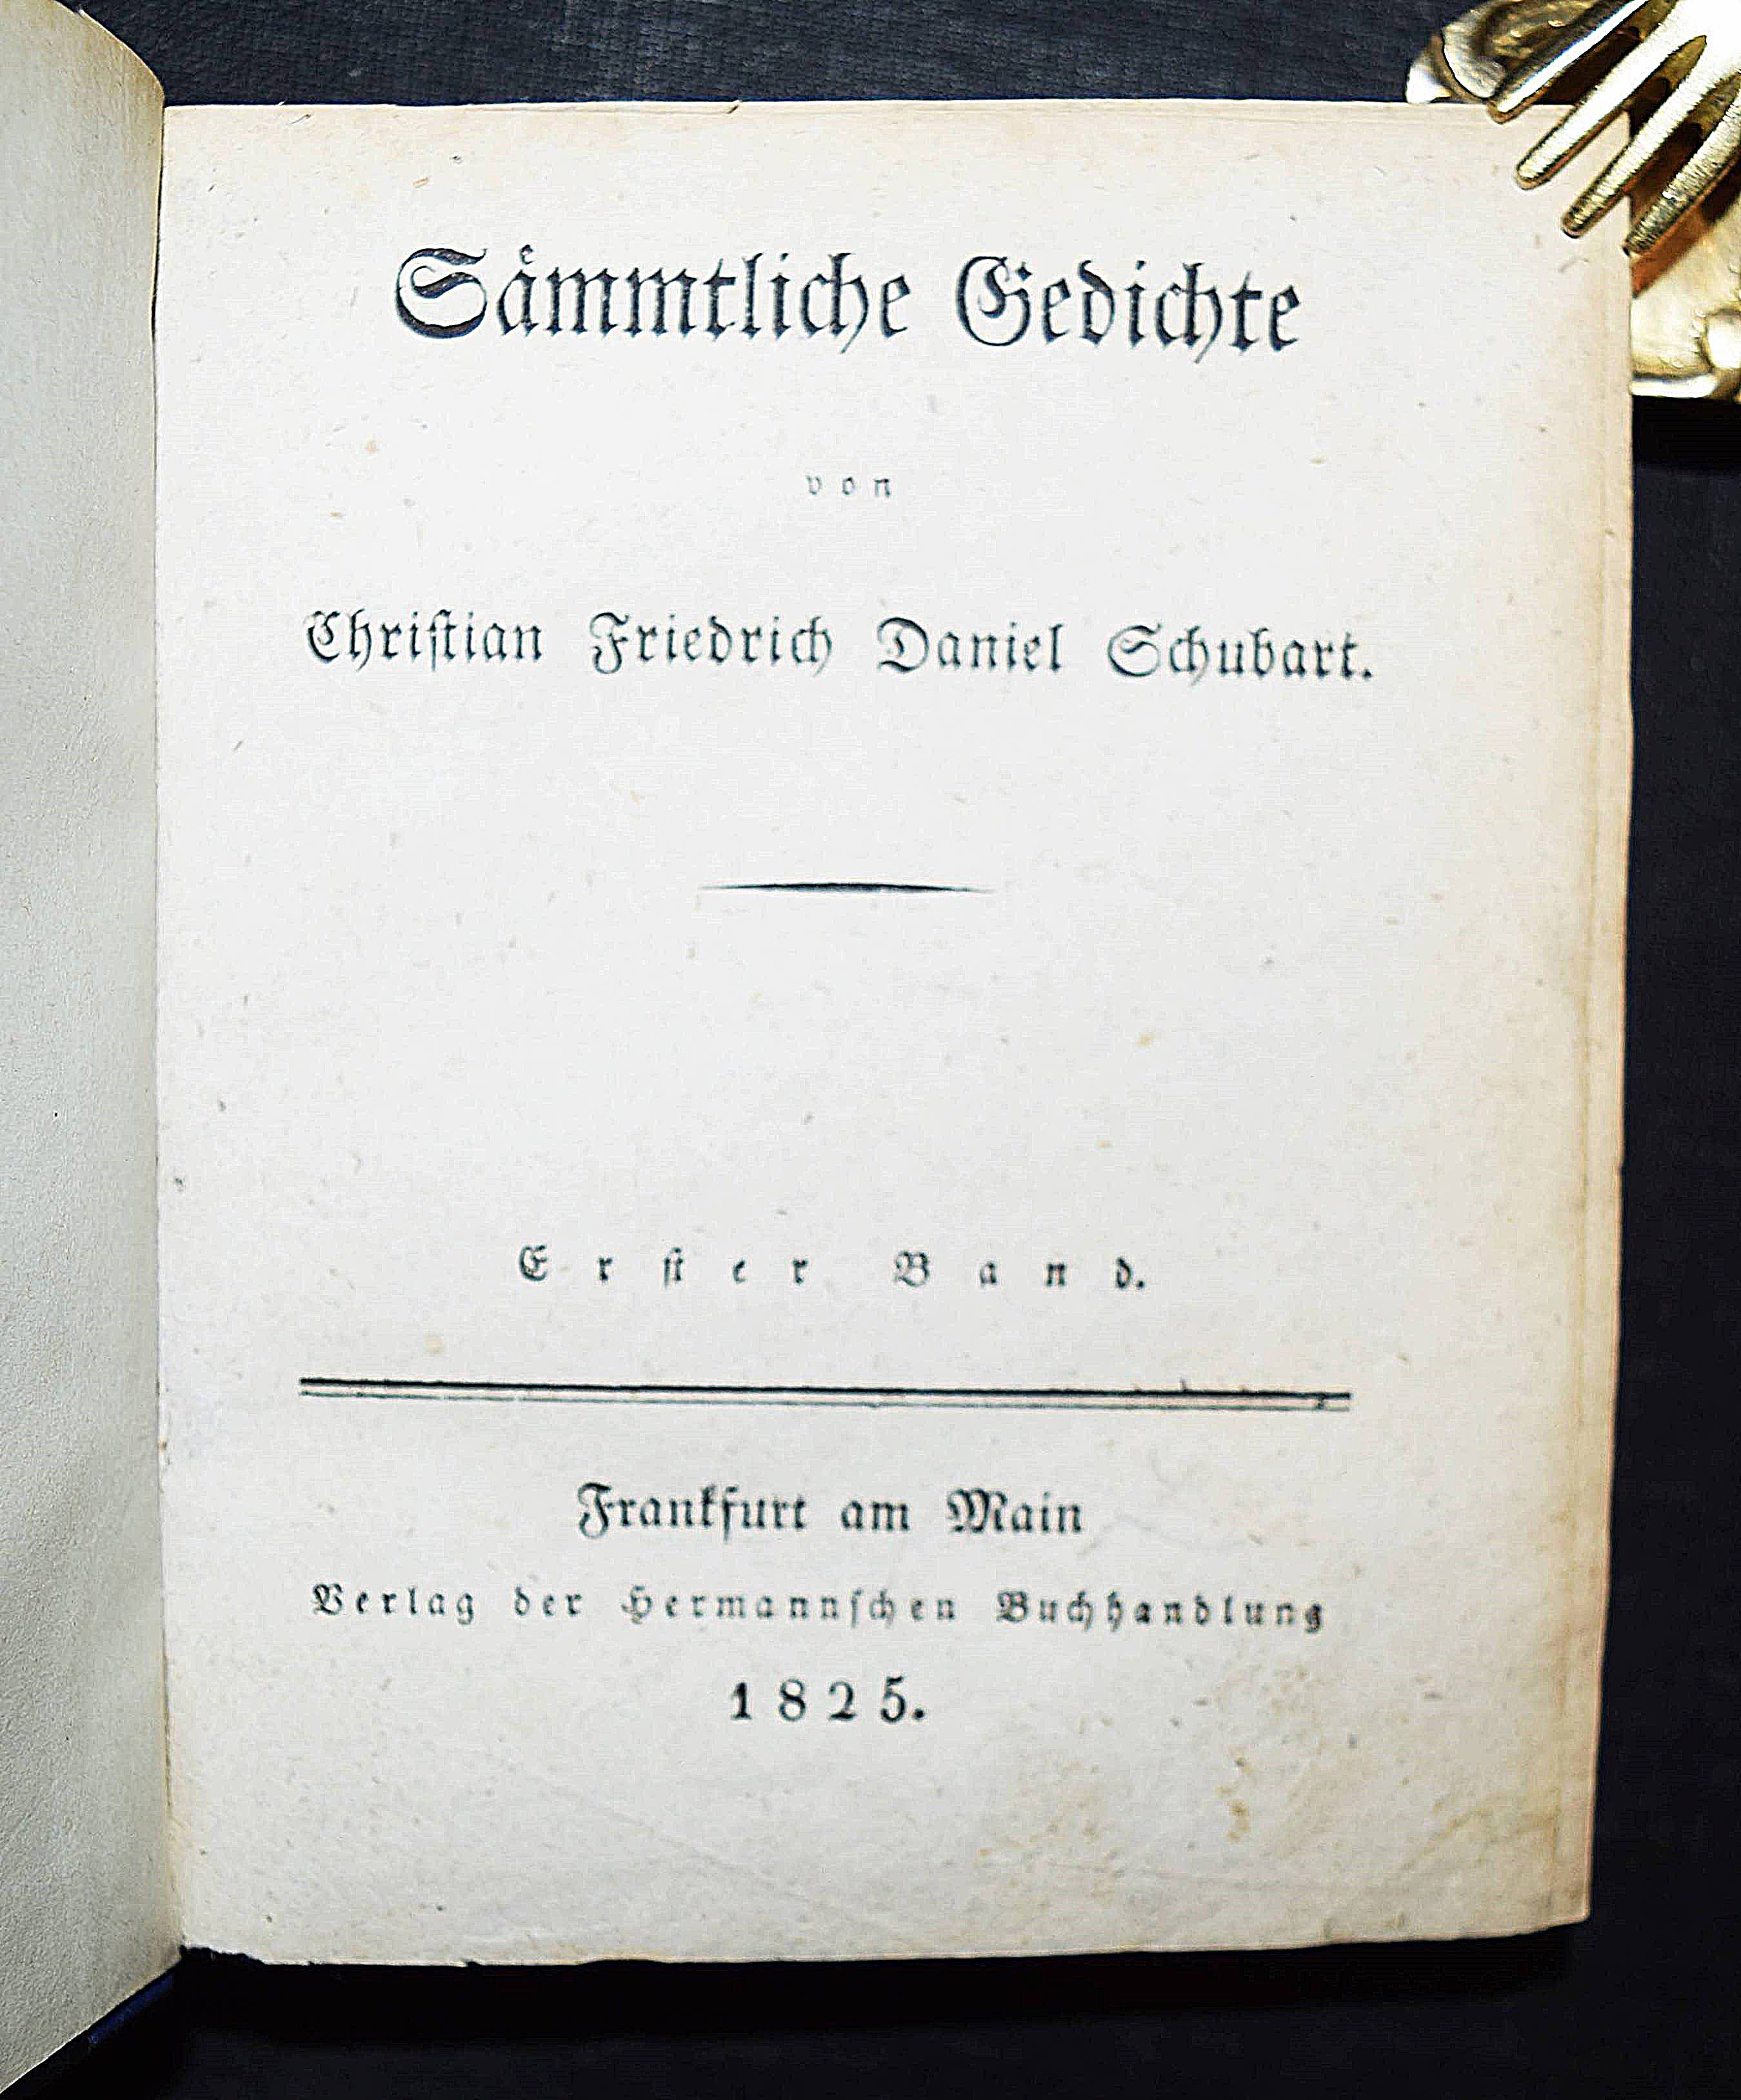 Sämmtliche Gedichte
von
Christian Friedrich Daniel Schubart.
Erster Band.
Frankfurt am Main
Verlag der Hermannschen Buchhandlung
1825.